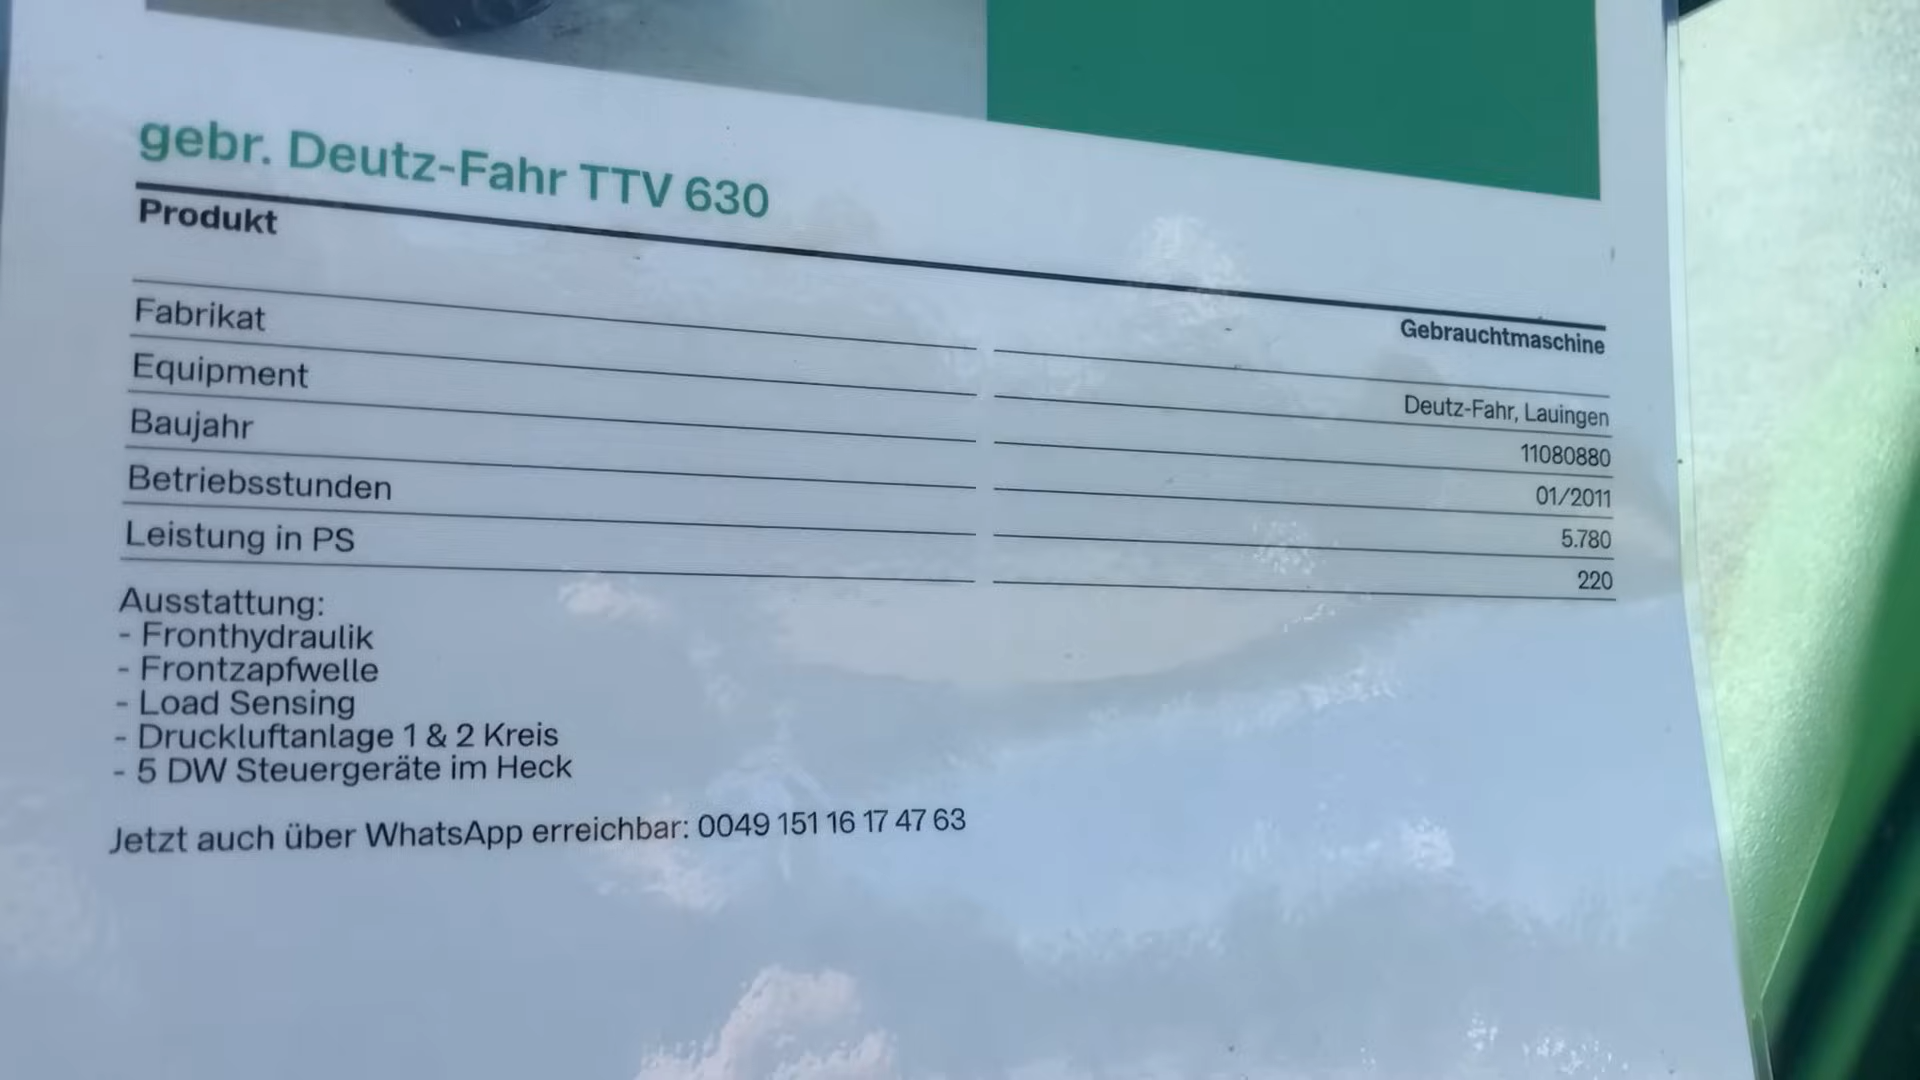 gebr. Deutz-Fahr TTV 630
Produkt Gebrauchtmaschine
Fabrikat Deutz-Fahr, Lauingen
Equipment 11080880
Baujahr 01/2011
Betriebsstunden 5.780
Leistung in PS 220
Ausstattung:
- Fronthydraulik
- Frontzapfwelle
- Load Sensing
- Druckluftanlage 1 & 2 Kreis
- 5 DW Steuergeräte im Heck
Jetzt auch über WhatsApp erreichbar: 0049 151 16 17 47 63